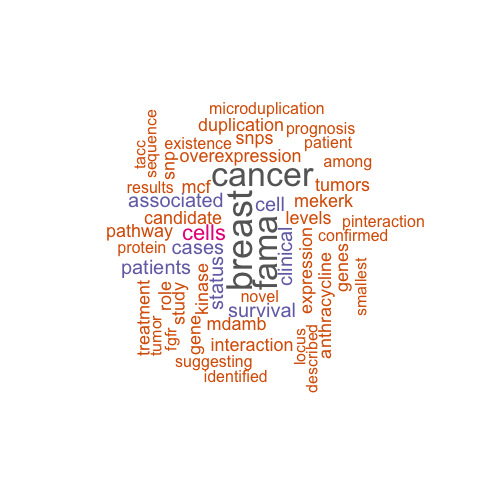 microduplication
duplication
prognosis
snps
patient
existence
tacc
sequence
overexpression
among
snp
cancer
results
mcf
tumors
associated
cell
mekerk
breast
candidate
levels
fama
pinteraction
pathway
cells
clinical
confirmed
protein
cases
patients
status
expression
anthracycline
genes
smallest
kinase
novel
treatment
role
study
survival
tumor
fgfr
gene
mdamb
interaction
locus
described
suggesting
identified